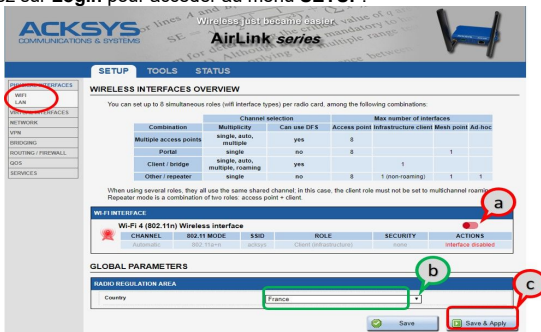 ez sur Login pour accéder au menu SETUP :
ACKSYS
COMMUNICATIONS & SYSTEMS
Wireless just became easier
AirLink series
SETUP TOOLS STATUS
PHYSICAL INTERFACES
WIFI
LAN
VIRTUAL INTERFACES
NETWORK
VPN
BRIDGING
ROUTING / FIREWALL
QOS
SERVICES
WIRELESS INTERFACES OVERVIEW
You can set up to 8 simultaneous roles (wifi interface types) per radio card, among the following combinations:
Channel selection Max number of interfaces
Combination Multiplicity Can use DFS Access point Infrastructure client Mesh point Ad-hoc
Multiple access points single, auto, multiple yes 8
Portal single no 8 1
Client / bridge single, auto, multiple, roaming yes 1
Other / repeater single no 8 1 (non-roaming) 1 1
When using several roles, they all use the same shared channel; in this case, the client role must not be set to multichannel roaming.
Repeater mode is a combination of two roles: access point + client.
a
WI-FI INTERFACE
Wi-Fi 4 (802.11n) Wireless interface
CHANNEL 802.11 MODE SSID ROLE SECURITY ACTIONS
Automatic 802.11a+n acksys Client (infrastructure) none Interface disabled
GLOBAL PARAMETERS
b
RADIO REGULATION AREA
c
Country France
Save Save & Apply